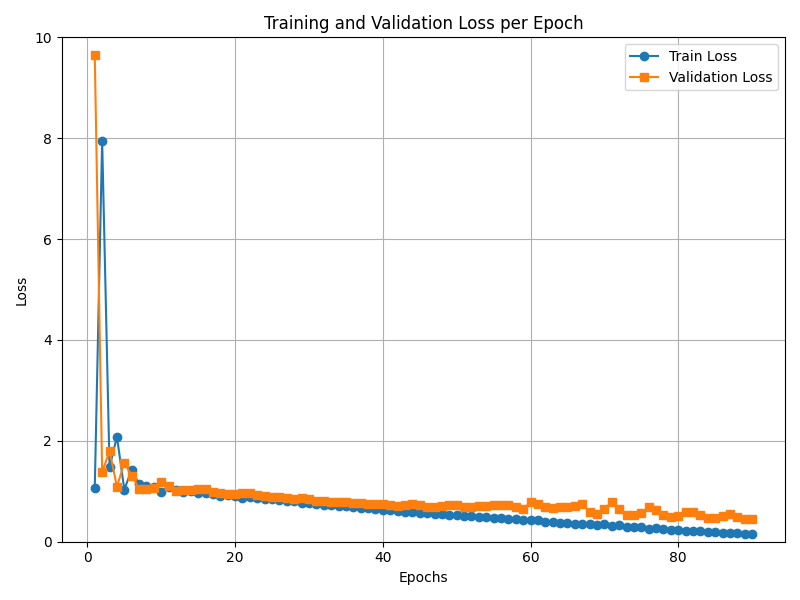 Training and Validation Loss per Epoch
Train Loss
Validation Loss
Loss
10
8
6
4
2
0
0 20 40 60 80
Epochs